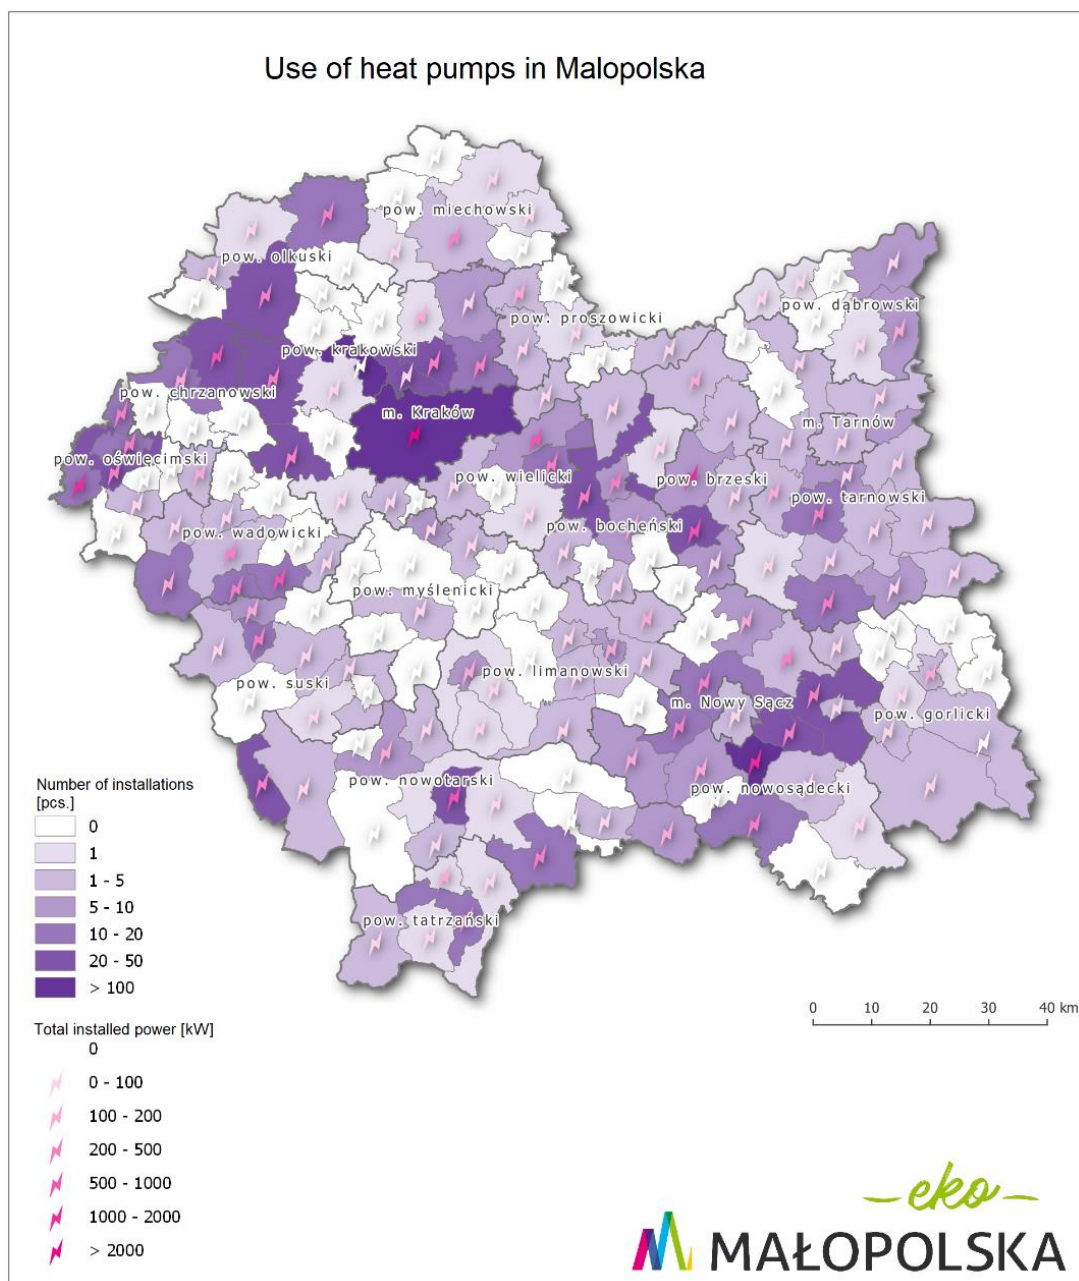 Use of heat pumps in Malopolska
pow. miechowski
pow. olkuski
pow. dąbrowski
pow. proszowicki
pow. krakowski
pow. chrzanowski
m. Kraków
m. Tarnów
pow. oświęcimski
pow. wielicki
pow. brzeski
pow. tarnowski
pow. bocheński
pow. wadowicki
pow. myślenicki
pow. limanowski
pow. suski
m. Nowy Sącz
pow. gorlicki
pow. nowotarski
pow. nowosądecki
pow. tatrzański
Number of installations
[pcs.]
0
1
1 - 5
5 - 10
10 - 20
20 - 50
> 100
0 10 20 30 40 km
Total installed power [kW]
0
0 - 100
100 - 200
200 - 500
500 - 1000
1000 - 2000
> 2000
eko
MAŁOPOLSKA